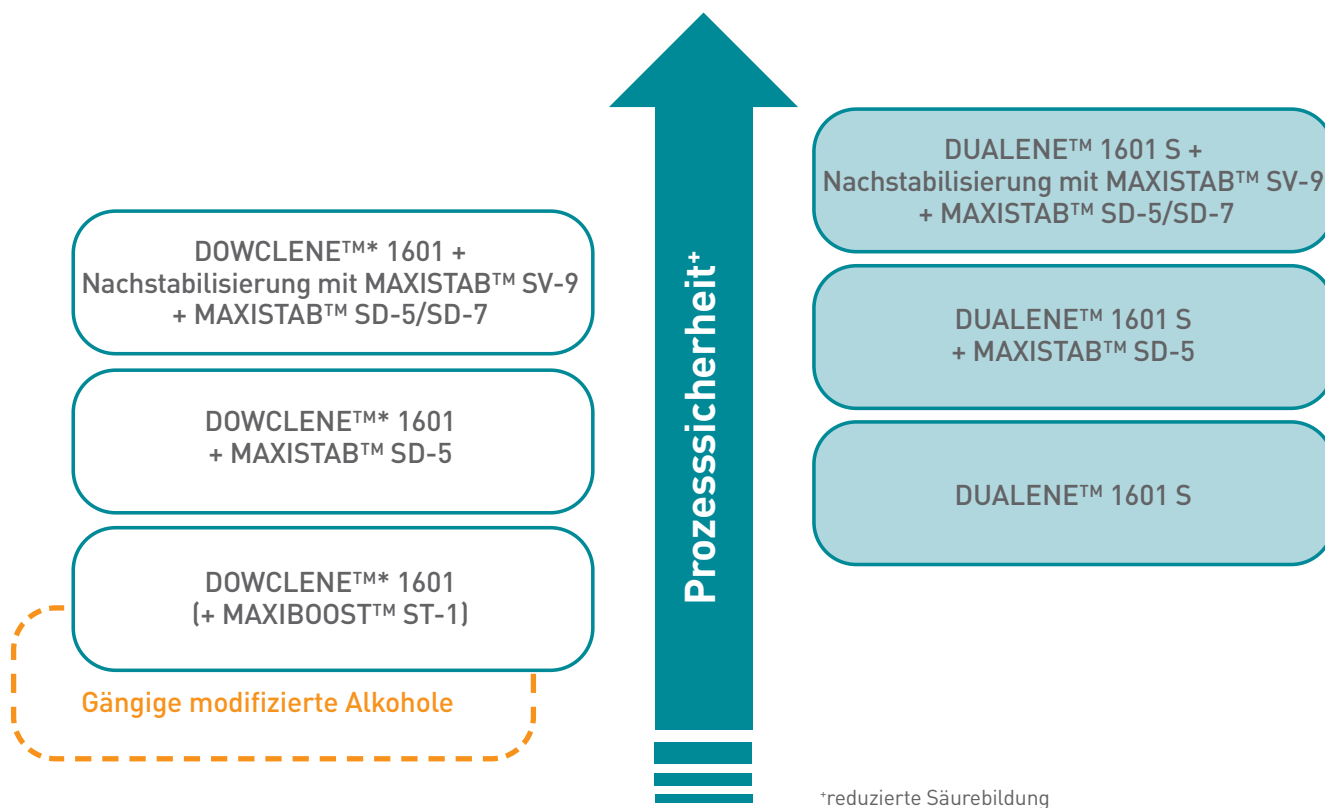 DOWCLENE™* 1601 +
Nachstabilisierung mit MAXISTAB™ SV-9
+ MAXISTAB™ SD-5/SD-7
DOWCLENE™* 1601
+ MAXISTAB™ SD-5
DOWCLENE™* 1601
(+ MAXIBOOST™ ST-1)
Gängige modifizierte Alkohole
Prozesssicherheit⁺
DUALENE™ 1601 S +
Nachstabilisierung mit MAXISTAB™ SV-9
+ MAXISTAB™ SD-5/SD-7
DUALENE™ 1601 S
+ MAXISTAB™ SD-5
DUALENE™ 1601 S
⁺reduzierte Säurebildung